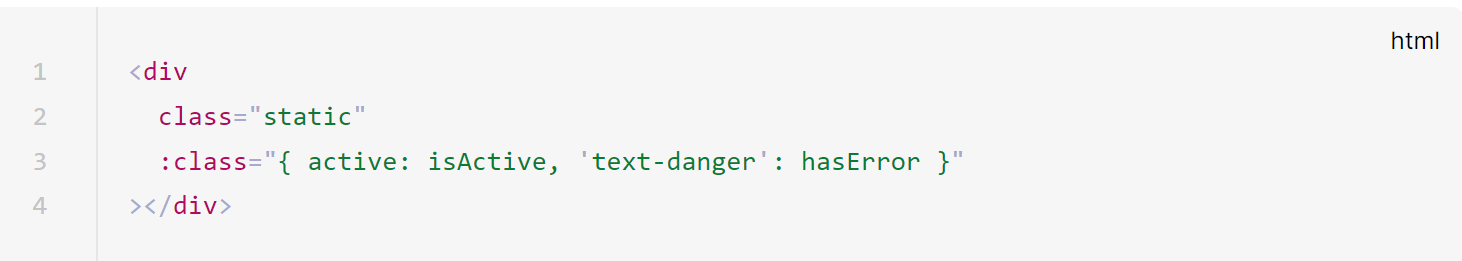 html
1 <div
2 class="static"
3 :class="{ active: isActive, 'text-danger': hasError }"
4 ></div>